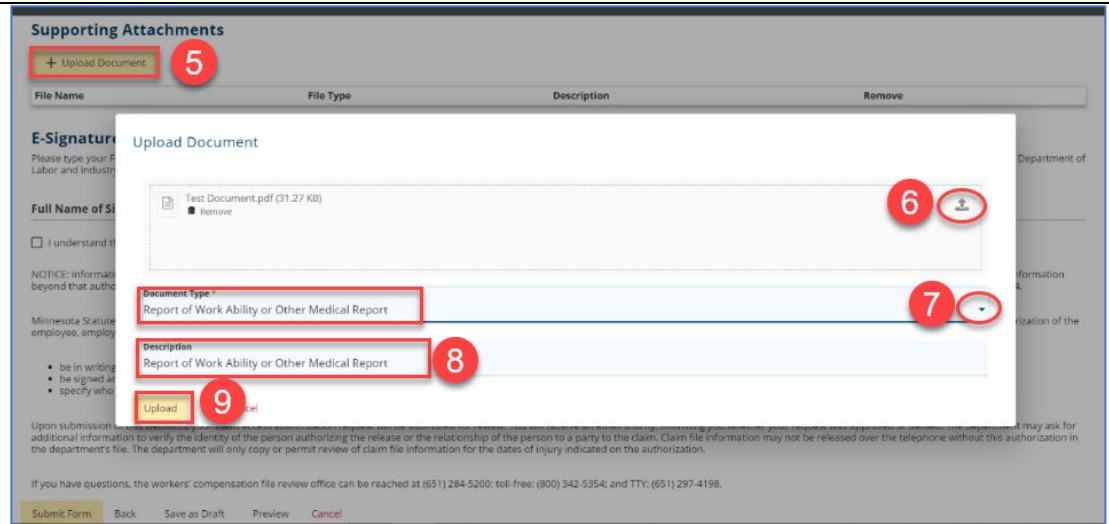 Supporting Attachments
+ Upload Document
5
File Name File Type Description Remove
E-Signature
Upload Document
Please type your F
Department of
Labor and Industry
Test Document.pdf (31.27 KB)
Remove
6
Full Name of Si
I understand th
NOTICE: Informati
formation
beyond that autho
Document Type *
Report of Work Ability or Other Medical Report
7
Minnesota Statute
rization of the
employee, employ
Description
Report of Work Ability or Other Medical Report
8
be in writing
be signed an
specify who
Upload
9
cel
Upon submission
additional information to verify the identity of the person authorizing the release or the relationship of the person to a party to the claim. Claim file information may not be released over the telephone without this authorization in
the department's file. The department will only copy or permit review of claim file information for the dates of injury indicated on the authorization.
If you have questions, the workers' compensation file review office can be reached at (651) 284-5200; toll-free: (800) 342-5354; and TTY: (651) 297-4198.
Submit Form Back Save as Draft Preview Cancel